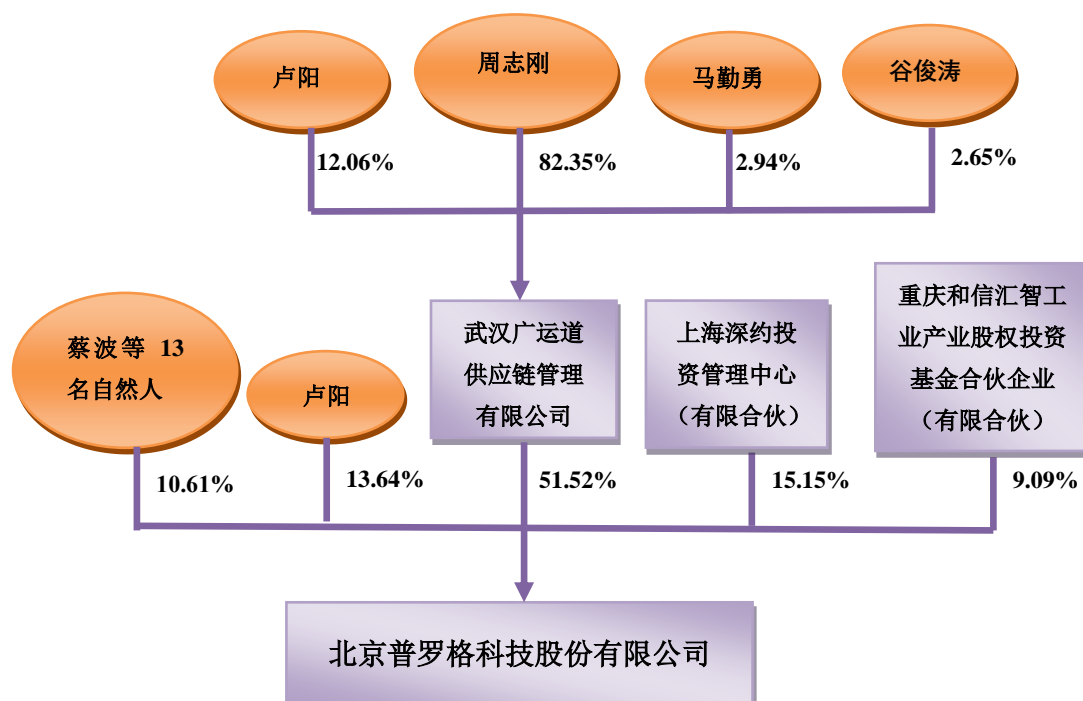 卢阳
周志刚
马勤勇
谷俊涛
12.06%
82.35%
2.94%
2.65%
蔡波等 13
名自然人
卢阳
武汉广运道
供应链管理
有限公司
上海深约投
资管理中心
（有限合伙）
重庆和信汇智工
业产业股权投资
基金合伙企业
（有限合伙）
10.61%
13.64%
51.52%
15.15%
9.09%
北京普罗格科技股份有限公司